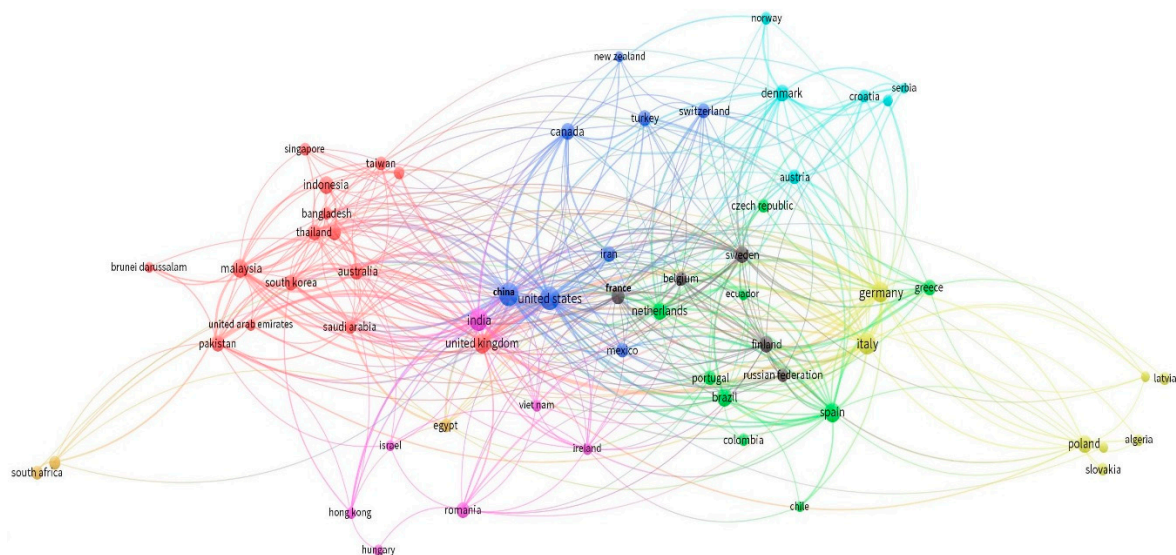 norway
new zealand
denmark
croatia
serbia
switzerland
turkey
canada
singapore
taiwan
indonesia
austria
bangladesh
czech republic
thailand
iran
sweden
brunei darussalam
malaysia
australia
south korea
belgium
china
united states
france
ecuador
germany
greece
netherlands
india
united arab emirates
saudi arabia
pakistan
united kingdom
mexico
finland
italy
portugal
russian federation
latvia
brazil
viet nam
spain
egypt
colombia
israel
ireland
poland
algeria
slovakia
south africa
hong kong
romania
chile
hungary